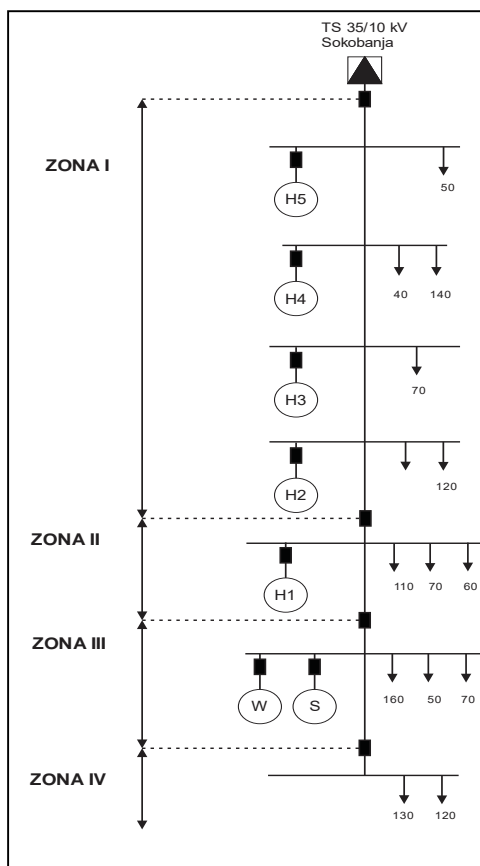 TS 35/10 kV
Sokobanja
ZONA I
50
H5
40 140
H4
70
H3
120
H2
ZONA II
110 70 60
H1
ZONA III
160 50 70
W S
ZONA IV
130 120